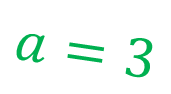 a = 3